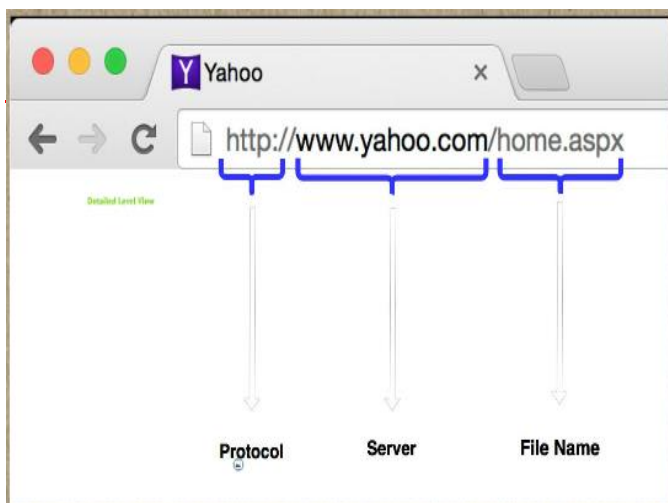 Y Yahoo ×
http://www.yahoo.com/home.aspx
Detailed Level View
Protocol Server File Name